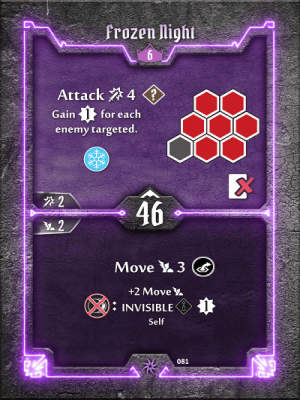 Frozen Night
6
Attack 4 ?
Gain 1 for each
enemy targeted.
2
46
2
Move 3
+2 Move
: INVISIBLE 1
Self
081